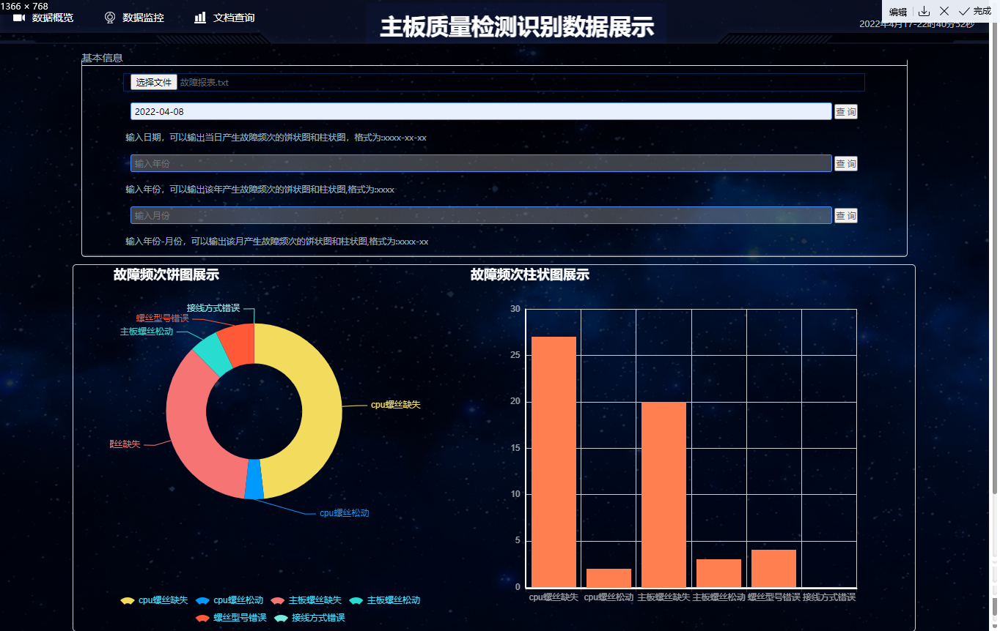 1366 × 768
数据概览
数据监控
文档查询
主板质量检测识别数据展示
编辑
完成
2022年4月17-22时40分52秒
基本信息
选择文件 故障报表.txt
2022-04-08 查 询
输入日期，可以输出当日产生故障频次的饼状图和柱状图，格式为:xxxx-xx-xx
输入年份 查 询
输入年份，可以输出该年产生故障频次的饼状图和柱状图,格式为:xxxx
输入月份 查 询
输入年份-月份，可以输出该月产生故障频次的饼状图和柱状图,格式为:xxxx-xx
故障频次饼图展示
接线方式错误
螺丝型号错误
主板螺丝松动
cpu螺丝缺失
螺丝缺失
cpu螺丝松动
cpu螺丝缺失 cpu螺丝松动 主板螺丝缺失 主板螺丝松动
螺丝型号错误 接线方式错误
故障频次柱状图展示
30
25
20
15
10
5
0
cpu螺丝缺失 cpu螺丝松动 主板螺丝缺失 主板螺丝松动 螺丝型号错误 接线方式错误